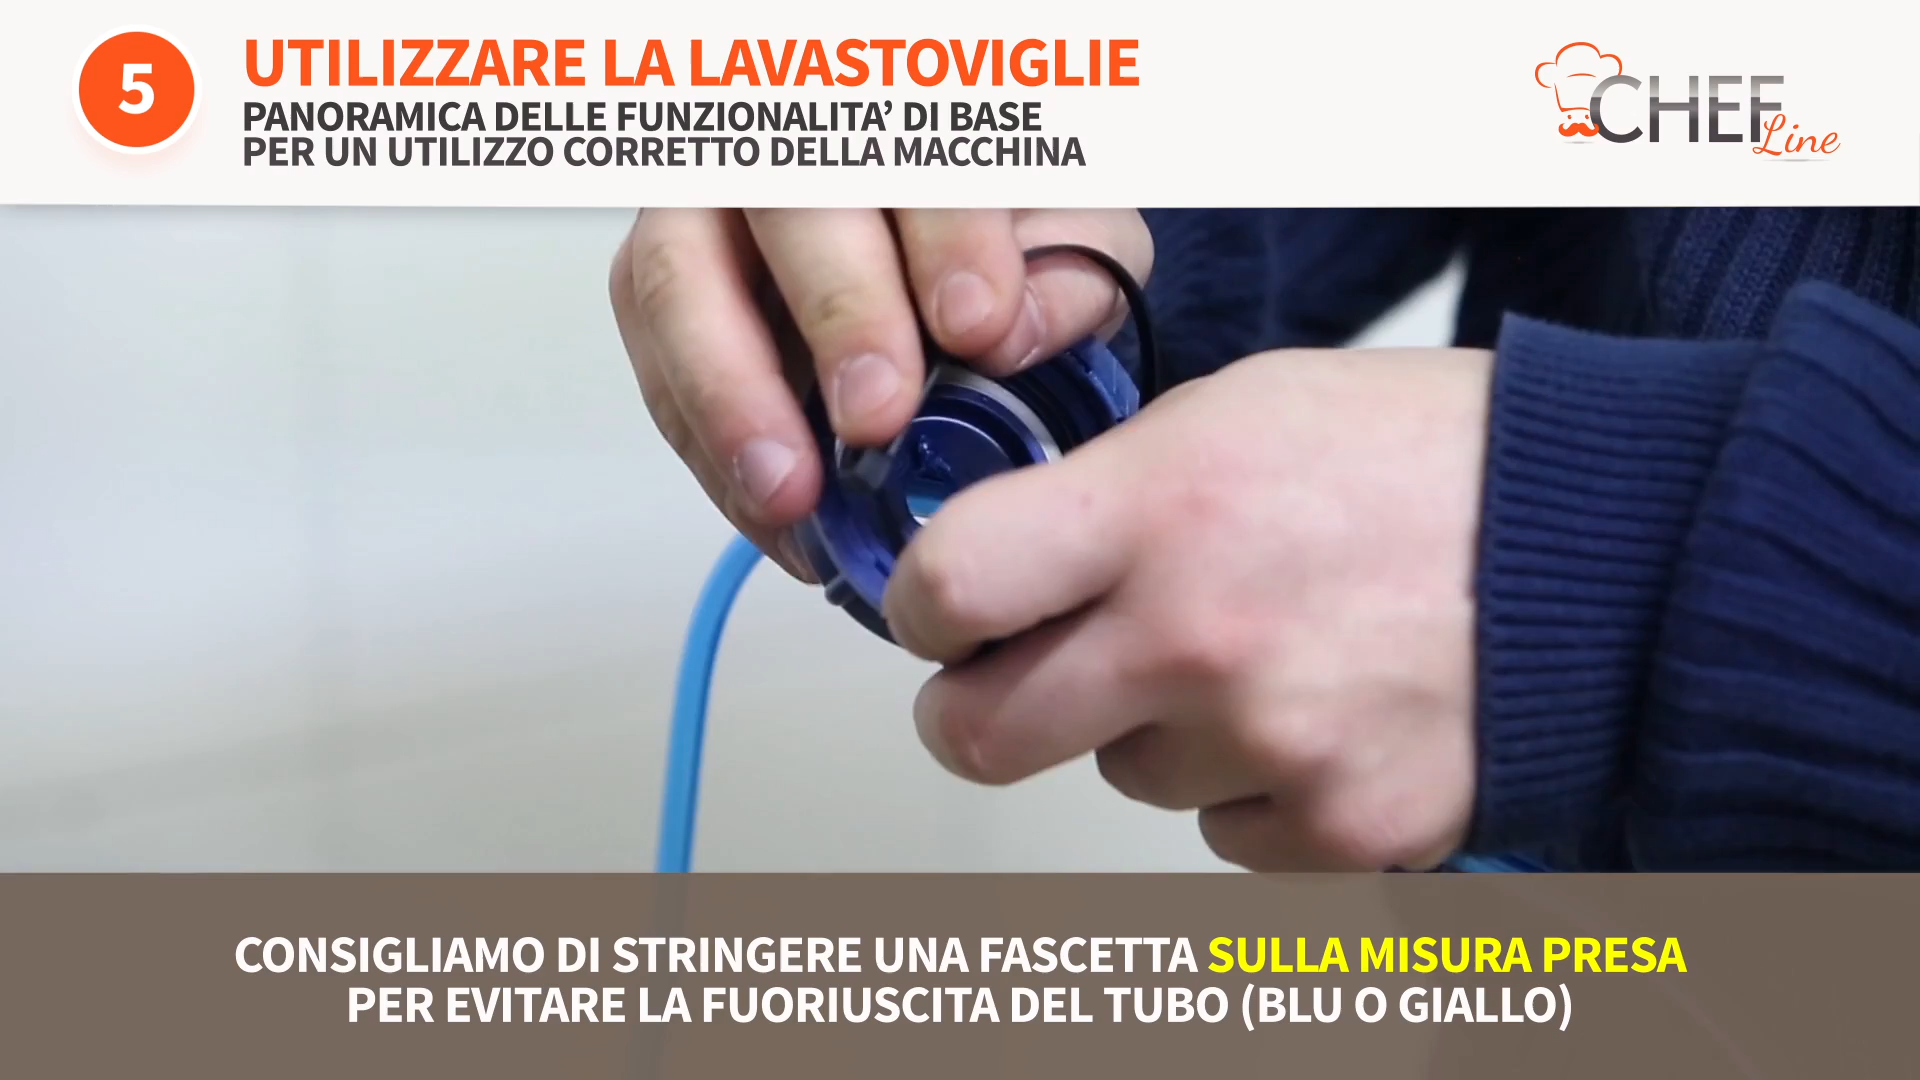 5
UTILIZZARE LA LAVASTOVIGLIE
PANORAMICA DELLE FUNZIONALITA’ DI BASE
PER UN UTILIZZO CORRETTO DELLA MACCHINA
CHEF
Line
CONSIGLIAMO DI STRINGERE UNA FASCETTA SULLA MISURA PRESA
PER EVITARE LA FUORIUSCITA DEL TUBO (BLU O GIALLO)